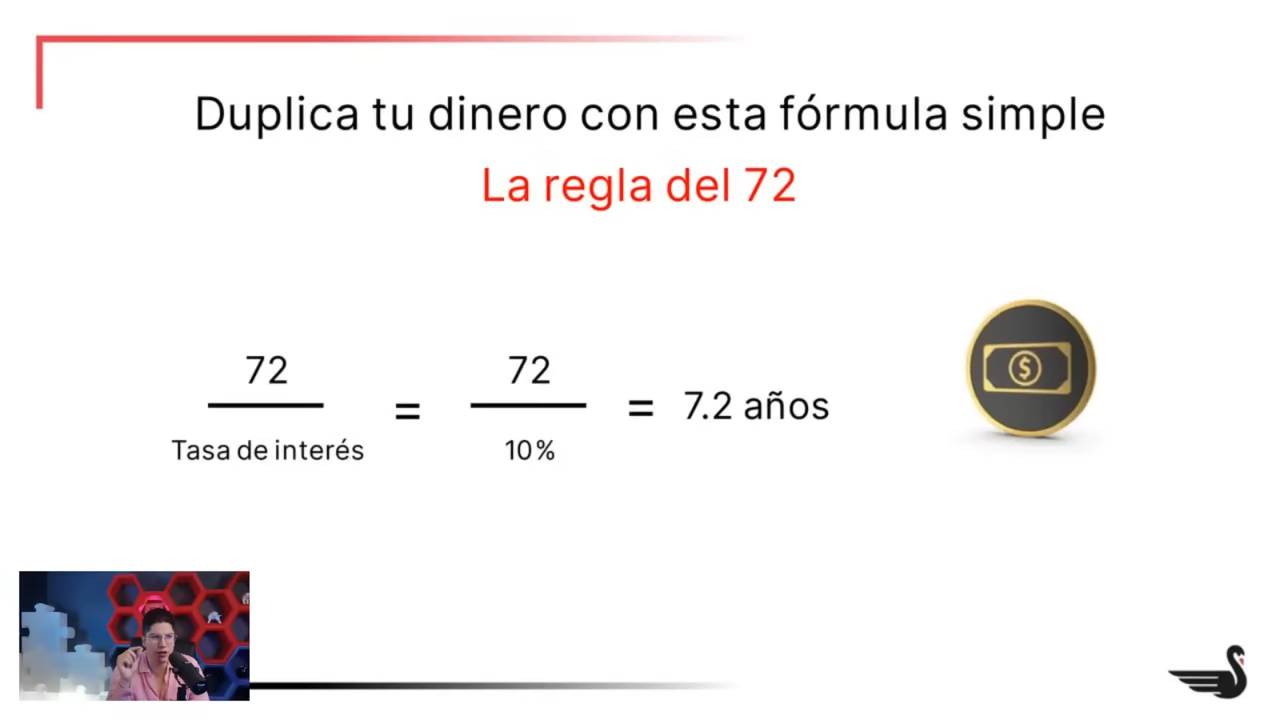 Duplica tu dinero con esta fórmula simple
La regla del 72
72
Tasa de interés
=
72
10%
= 7.2 años
$